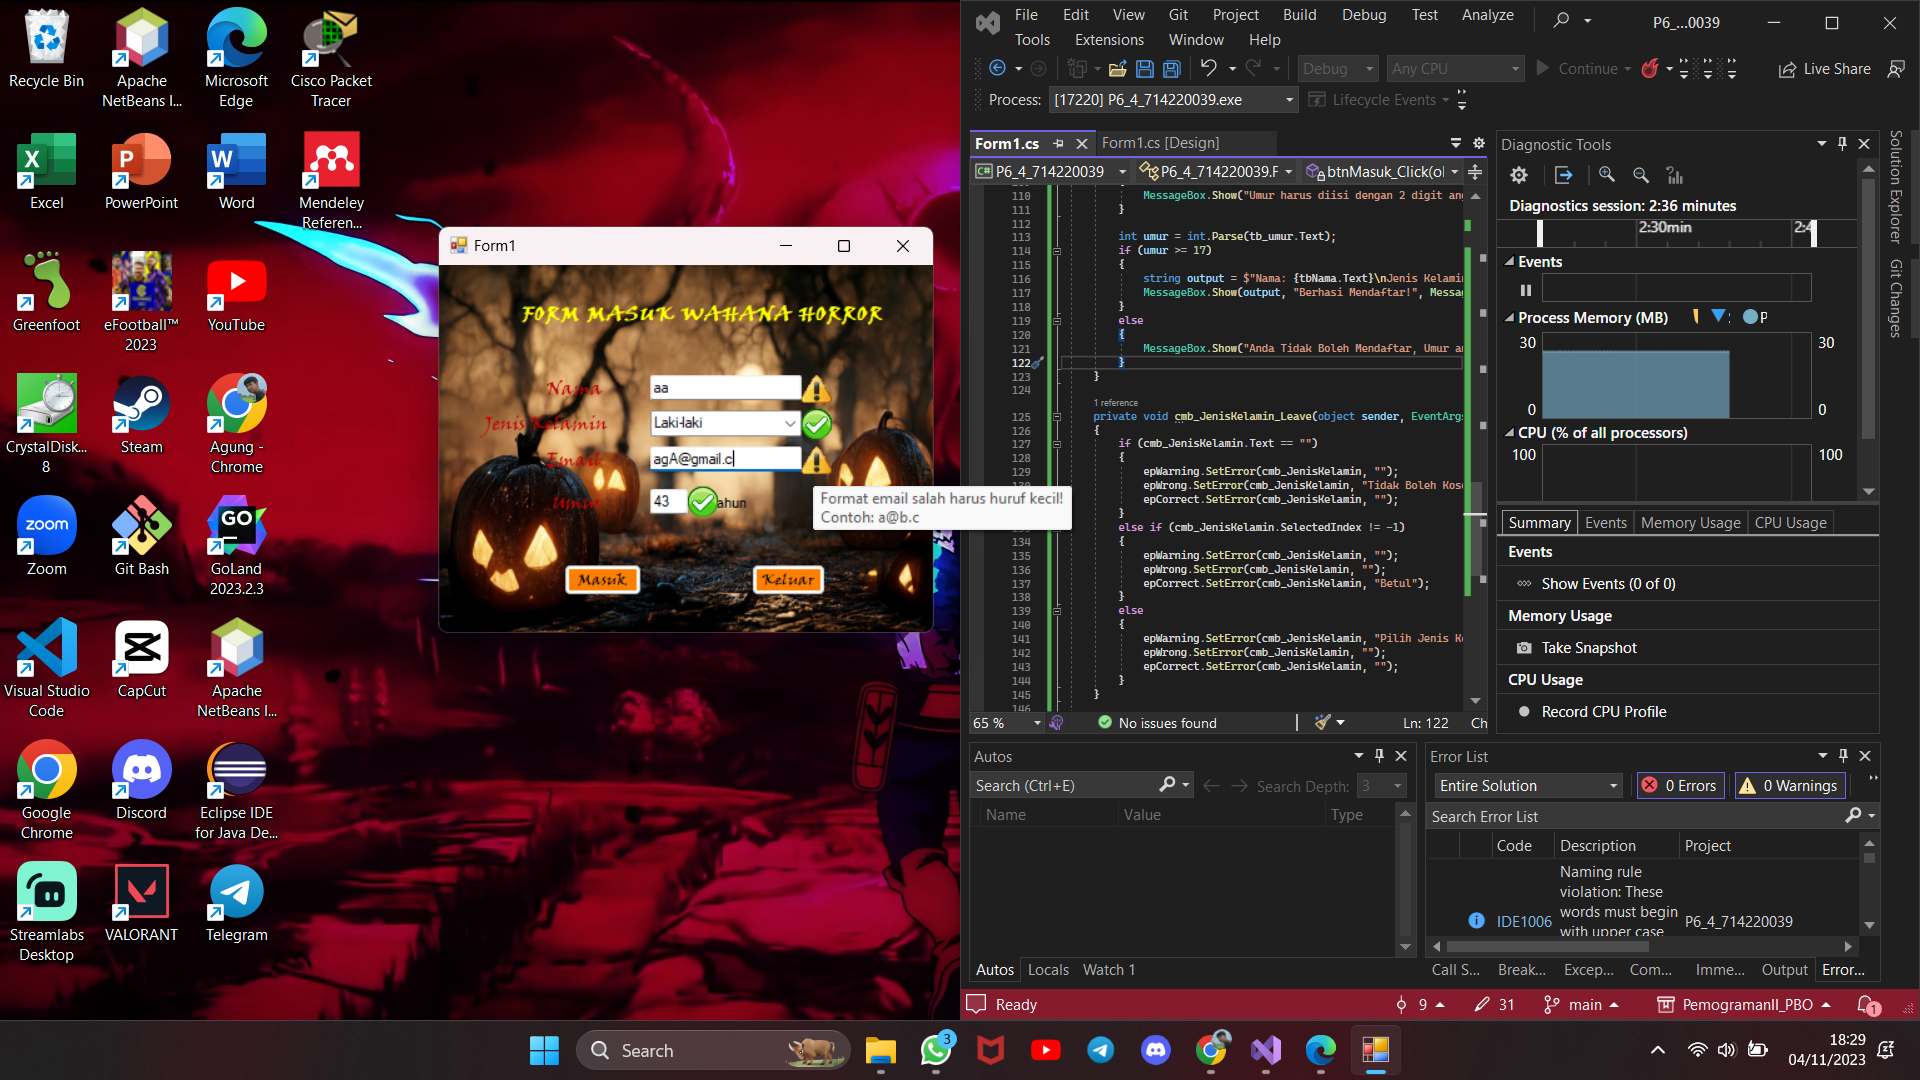 Recycle Bin
Apache
NetBeans I...
Microsoft
Edge
Cisco Packet
Tracer
Excel
PowerPoint
Word
Mendeley
Referen...
Greenfoot
eFootball™
2023
YouTube
CrystalDisk...
8
Steam
Agung -
Chrome
Zoom
Git Bash
GoLand
2023.2.3
Visual Studio
Code
CapCut
Apache
NetBeans I...
Google
Chrome
Discord
Eclipse IDE
for Java De...
Streamlabs
Desktop
VALORANT
Telegram
zoom
GO
Form1
FORM MASUK WAHANA HORROR
Nama
aa
Jenis Kelamin
Laki-laki
Email
agA@gmail.c
Umur
43
tahun
Format email salah harus huruf kecil!
Contoh: a@b.c
Masuk
Keluar
File Edit View Git Project Build Debug Test Analyze
P6_...0039
Tools Extensions Window Help
Debug
Any CPU
Continue
Live Share
Process: [17220] P6_4_714220039.exe
Lifecycle Events
Form1.cs
Form1.cs [Design]
P6_4_714220039
P6_4_714220039.F
btnMasuk_Click(ol
110 MessageBox.Show("Umur harus diisi dengan 2 digit an
111 }
112
113 int umur = int.Parse(tb_umur.Text);
114 if (umur >= 17)
115 {
116 string output = $"Nama: {tbNama.Text}\nJenis Kelamin
117 MessageBox.Show(output, "Berhasi Mendaftar!", Messa
118 }
119 else
120 {
121 MessageBox.Show("Anda Tidak Boleh Mendaftar, Umur a
122 }
123 }
124
1 reference
125 private void cmb_JenisKelamin_Leave(object sender, EventArgs
126 {
127 if (cmb_JenisKelamin.Text == "")
128 {
129 epWarning.SetError(cmb_JenisKelamin, "");
epWrong.SetError(cmb_JenisKelamin, "Tidak Boleh Koso
epCorrect.SetError(cmb_JenisKelamin, "");
}
else if (cmb_JenisKelamin.SelectedIndex != -1)
134 {
135 epWarning.SetError(cmb_JenisKelamin, "");
136 epWrong.SetError(cmb_JenisKelamin, "");
137 epCorrect.SetError(cmb_JenisKelamin, "Betul");
138 }
139 else
140 {
141 epWarning.SetError(cmb_JenisKelamin, "Pilih Jenis Ke
142 epWrong.SetError(cmb_JenisKelamin, "");
143 epCorrect.SetError(cmb_JenisKelamin, "");
144 }
145 }
146
65 %
No issues found
Ln: 122
Ch
Diagnostic Tools
Diagnostics session: 2:36 minutes
2:30min
2:4
Events
Process Memory (MB)
P
30 30
0 0
CPU (% of all processors)
100 100
Summary Events Memory Usage CPU Usage
Events
Show Events (0 of 0)
Memory Usage
Take Snapshot
CPU Usage
Record CPU Profile
Solution Explorer
Git Changes
Autos
Search (Ctrl+E)
Search Depth: 3
Name Value Type
Autos Locals Watch 1
Error List
Entire Solution
0 Errors
0 Warnings
Search Error List
Code Description Project
IDE1006
Naming rule
violation: These
words must begin
with upper case
P6_4_714220039
Call S... Break... Excep... Com... Imme... Output Error...
Ready
9
31
main
PemogramanII_PBO
1
Search
3
18:29
04/11/2023